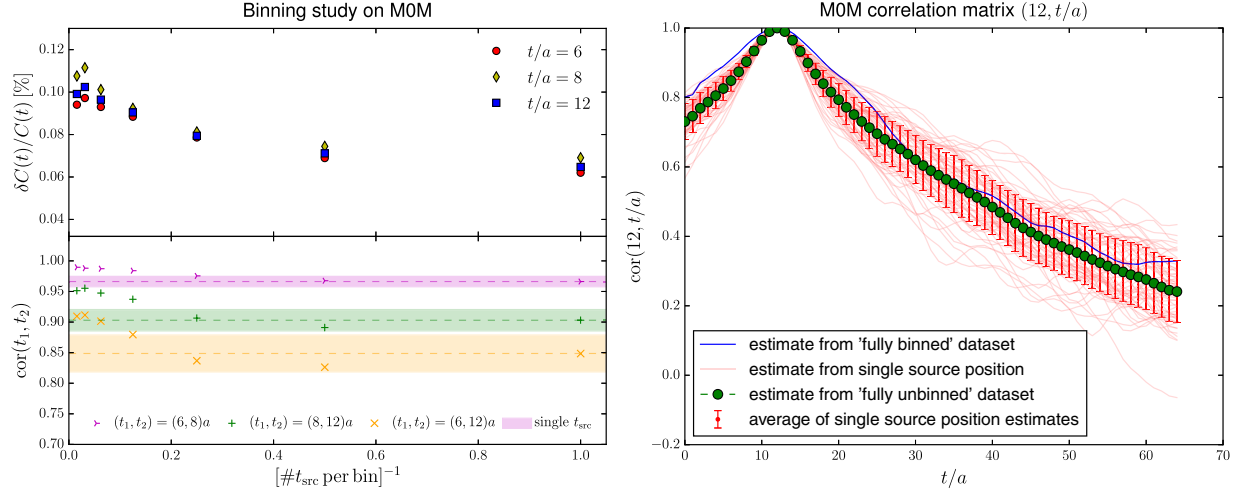 Binning study on M0M
δC(t)/C(t) [%]
0.12
0.10
0.08
0.06
0.04
t/a = 6
t/a = 8
t/a = 12
cor(t₁, t₂)
1.00
0.95
0.90
0.85
0.80
0.75
0.70
(t₁, t₂) = (6, 8)a
(t₁, t₂) = (8, 12)a
(t₁, t₂) = (6, 12)a
single t_src
0.0
0.2
0.4
0.6
0.8
1.0
[#t_src per bin]⁻¹
M0M correlation matrix (12, t/a)
cor(12, t/a)
1.0
0.8
0.6
0.4
0.2
0.0
−0.2
estimate from 'fully binned' dataset
estimate from single source position
estimate from 'fully unbinned' dataset
average of single source position estimates
0
10
20
30
40
50
60
70
t/a